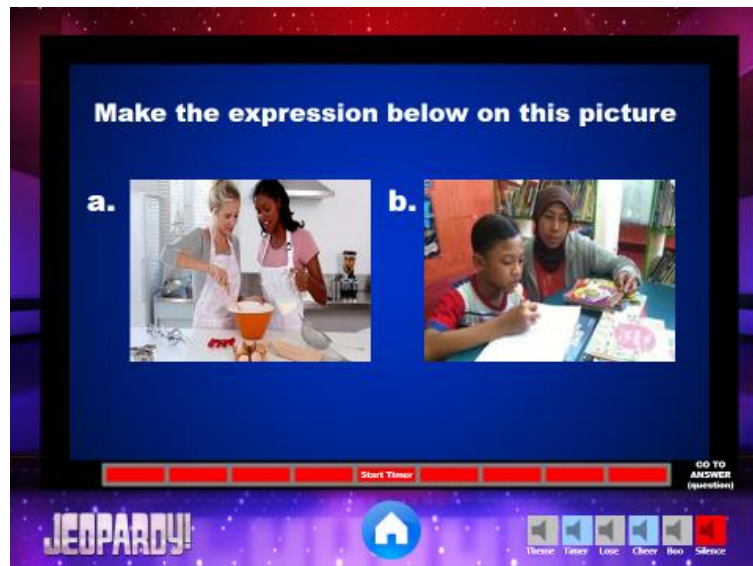 Make the expression below on this picture
a.
b.
Start Timer
GO TO
ANSWER
(question)
JEOPARDY!
Theme
Timer
Lose
Cheer
Boo
Silence